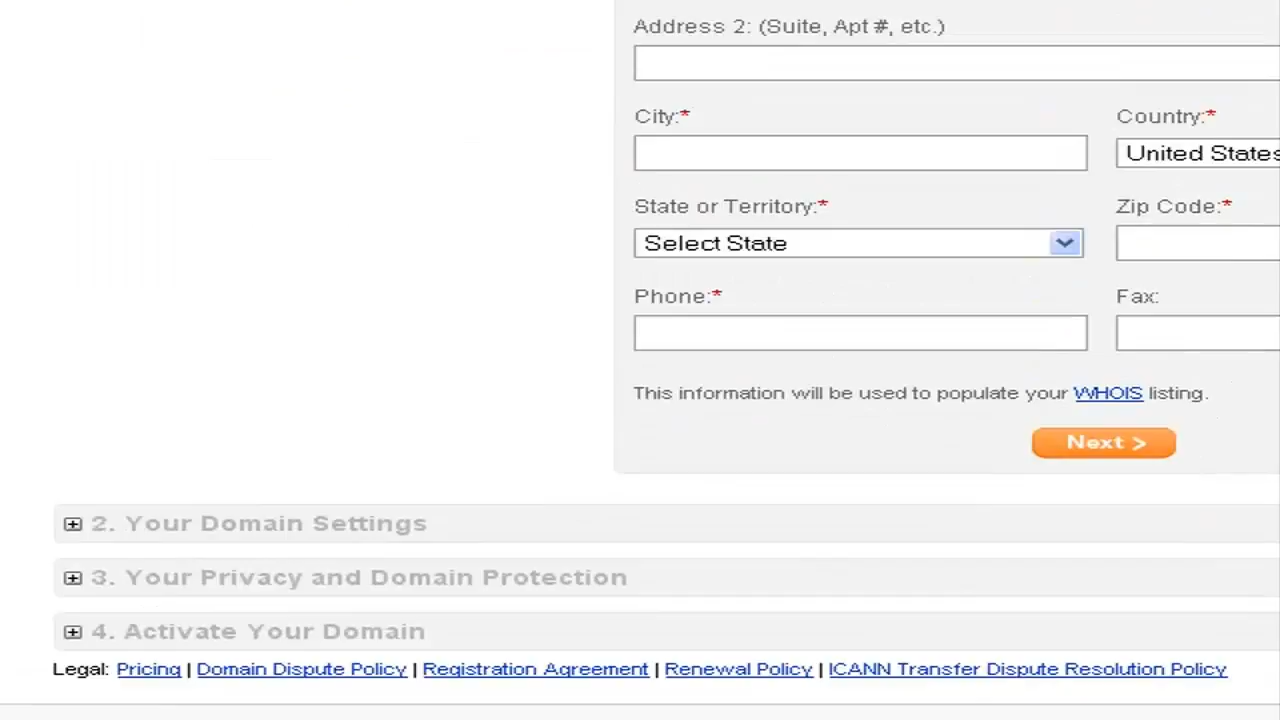 Address 2: (Suite, Apt #, etc.)
City:* Country:*
United States
State or Territory:* Zip Code:*
Select State
Phone:* Fax:
This information will be used to populate your WHOIS listing.
Next >
2. Your Domain Settings
3. Your Privacy and Domain Protection
4. Activate Your Domain
Legal: Pricing | Domain Dispute Policy | Registration Agreement | Renewal Policy | ICANN Transfer Dispute Resolution Policy